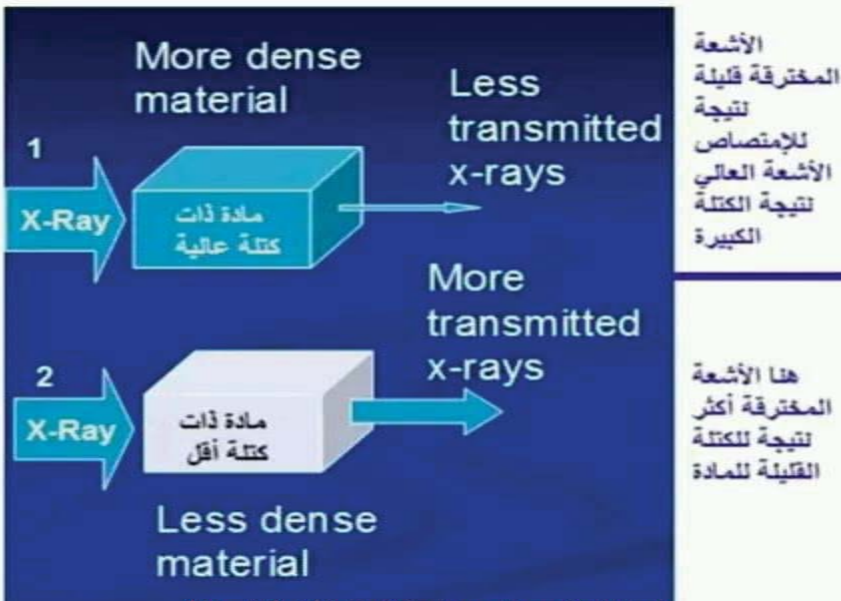 More dense
material
Less
transmitted
x-rays
1
X-Ray
مادة ذات
كتلة عالية
الأشعة
المخترقة قليلة
نتيجة
للإمتصاص
الأشعة العالي
نتيجة الكتلة
الكبيرة
More
transmitted
x-rays
2
X-Ray
مادة ذات
كتلة أقل
Less dense
material
هنا الأشعة
المخترقة أكثر
نتيجة للكتلة
القليلة للمادة